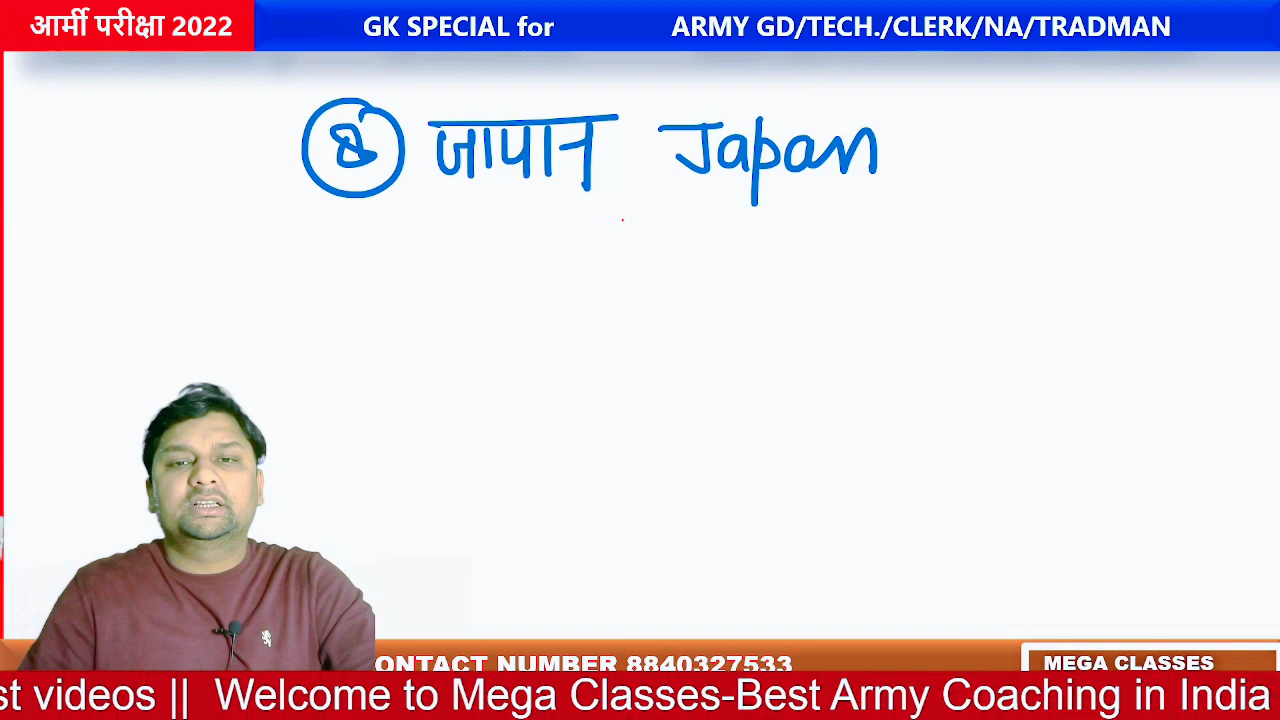 आर्मी परीक्षा 2022 GK SPECIAL for ARMY GD/TECH./CLERK/NA/TRADMAN
जापान Japan
ONTACT NUMBER 8840327533 MEGA CLASSES
st videos || Welcome to Mega Classes-Best Army Coaching in India